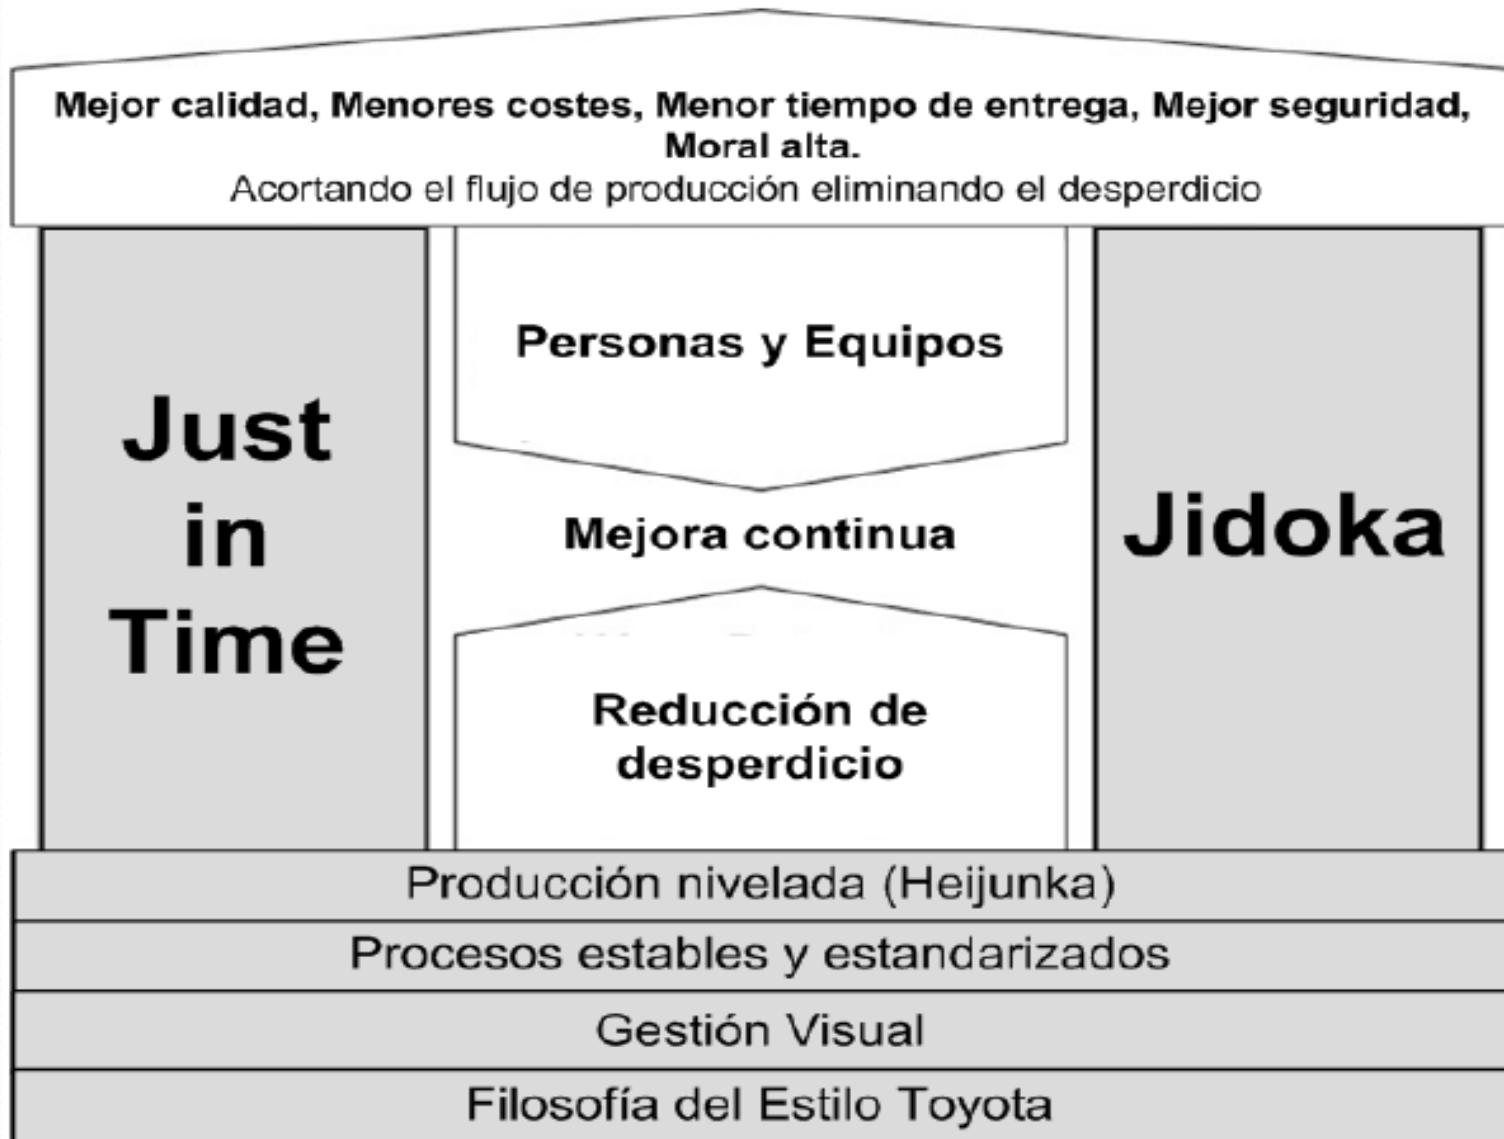 Mejor calidad, Menores costes, Menor tiempo de entrega, Mejor seguridad,
Moral alta.
Acortando el flujo de producción eliminando el desperdicio
Just
in
Time
Personas y Equipos
Mejora continua
Reducción de
desperdicio
Jidoka
Producción nivelada (Heijunka)
Procesos estables y estandarizados
Gestión Visual
Filosofía del Estilo Toyota